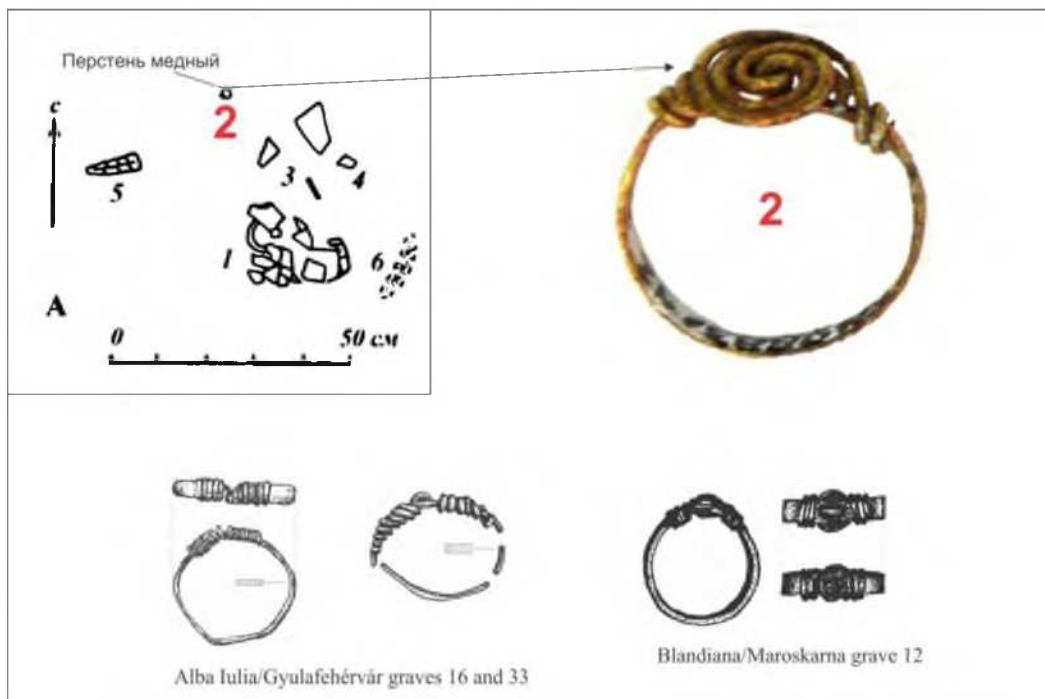 Перстень медный
с
2
3
4
5
1
6
А
0 50 см
2
Alba Iulia/Gyulafehérvár graves 16 and 33
Blandiana/Maroskarna grave 12